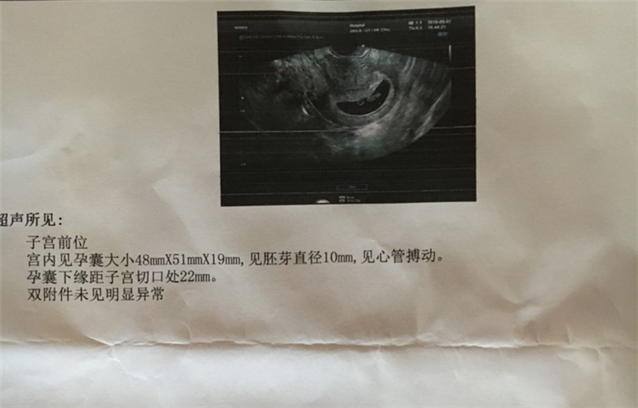 Hospital
超声所见:
子宫前位
宫内见孕囊大小48mmX51mmX19mm,见胚芽直径10mm,见心管搏动。
孕囊下缘距子宫切口处22mm。
双附件未见明显异常